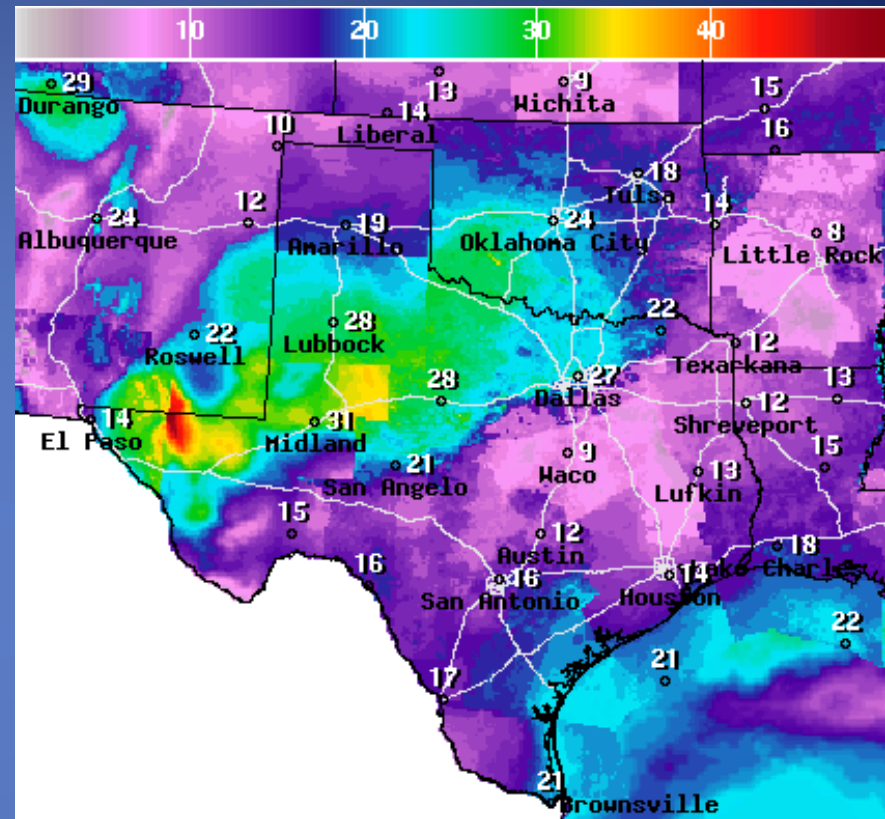 10 20 30 40
29
Durango
13
9
Wichita
15
14
Liberal
10
16
18
Tulsa
24
Albuquerque
12
19
Amarillo
24
Oklahoma City
14
8
Little Rock
22
Roswell
28
Lubbock
22
12
Texarkana
27
Dallas
28
13
12
Shreveport
14
El Paso
31
Midland
9
Waco
21
San Angelo
13
Lufkin
15
15
12
Austin
18
Lake Charles
16
16
San Antonio
14
Houston
22
21
17
21
Brownsville